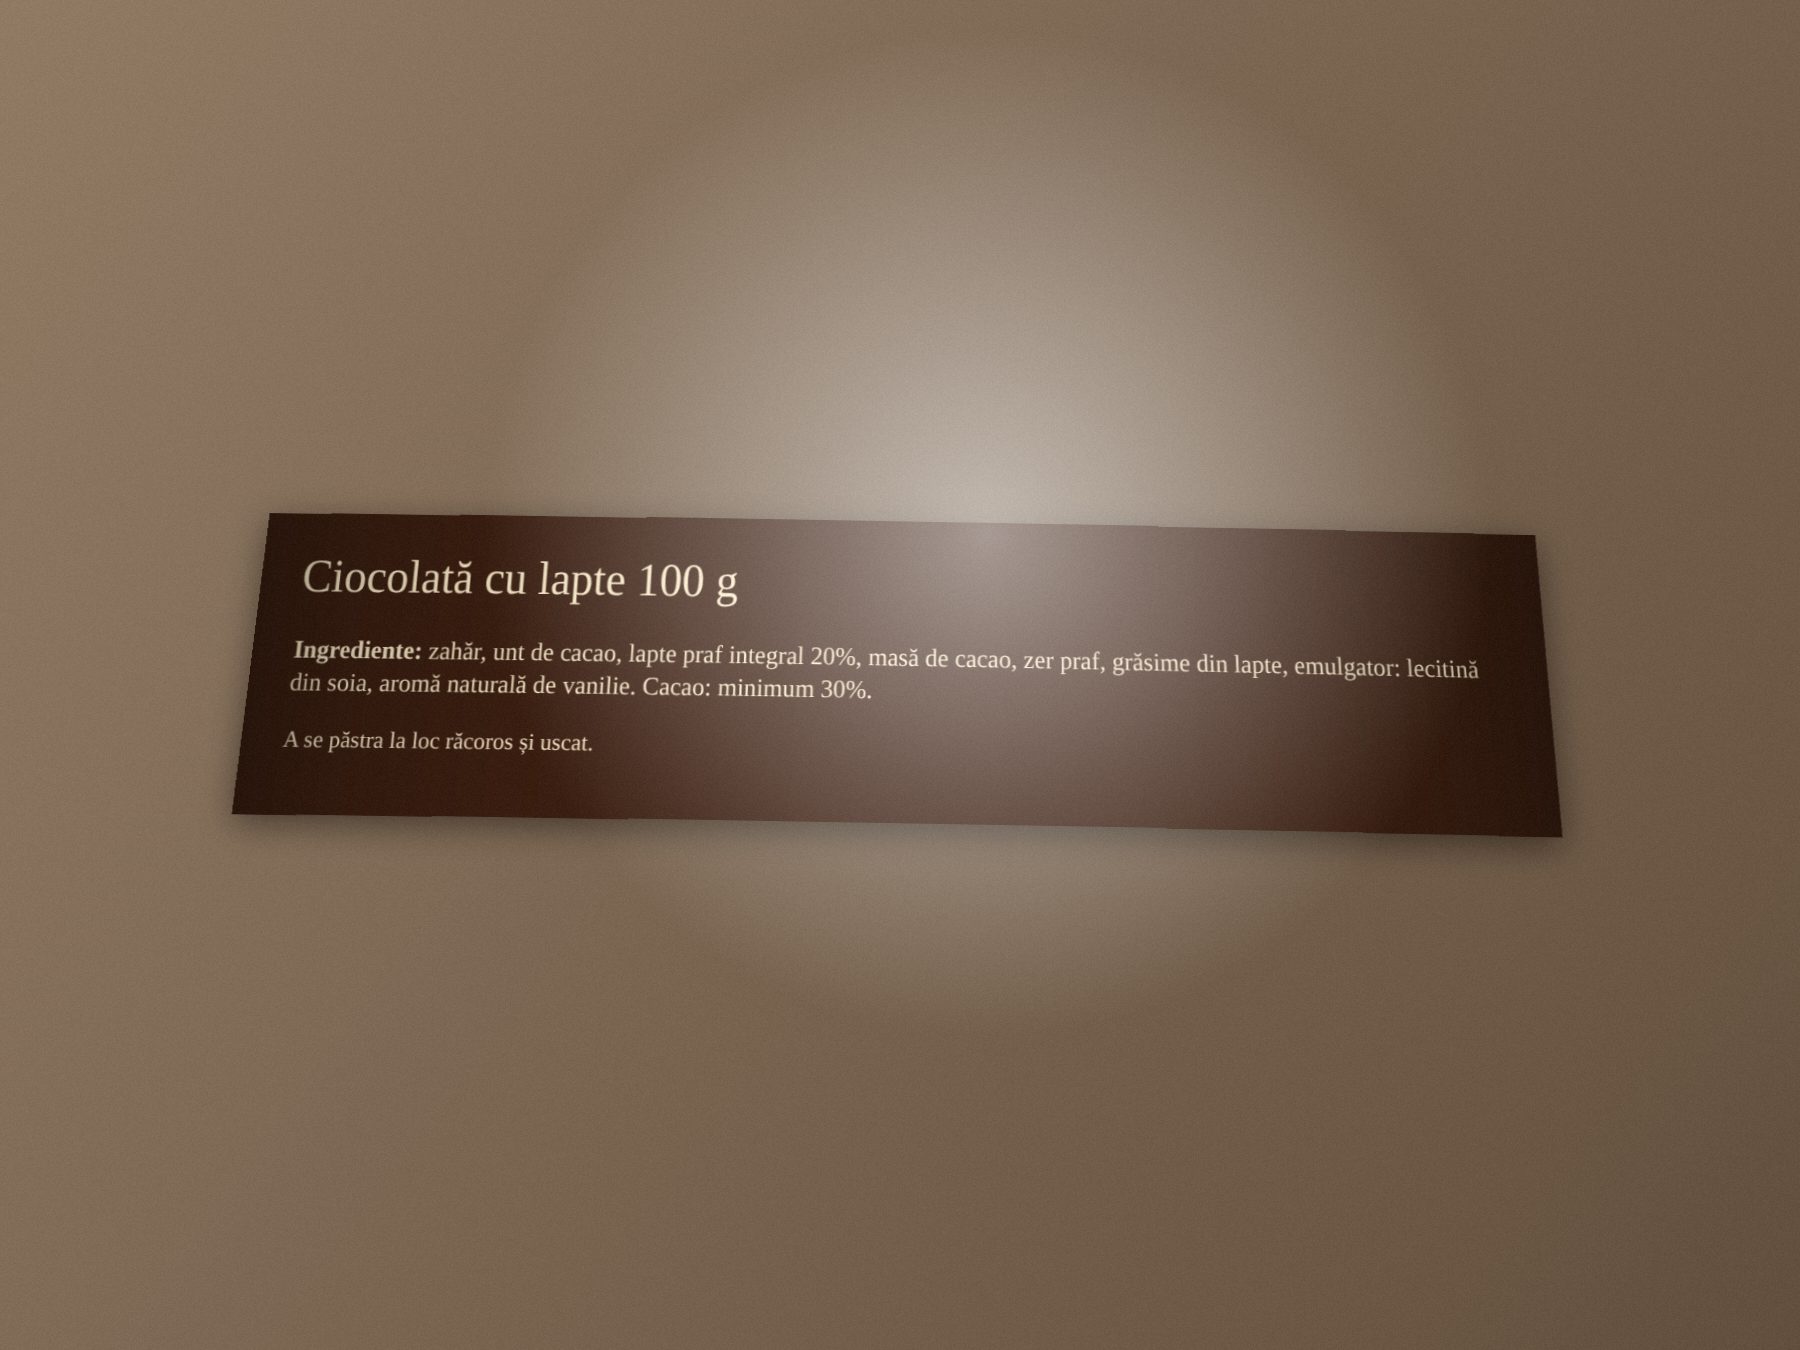 Ciocolată cu lapte 100 g
Ingrediente: zahăr, unt de cacao, lapte praf integral 20%, masă de cacao, zer praf, grăsime din lapte, emulgator: lecitină
din soia, aromă naturală de vanilie. Cacao: minimum 30%.
A se păstra la loc răcoros și uscat.